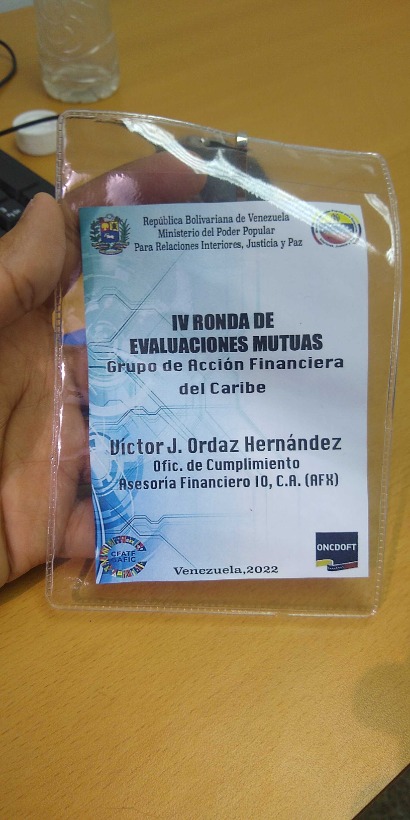 República Bolivariana de Venezuela
Ministerio del Poder Popular
Para Relaciones Interiores, Justicia y Paz
IV RONDA DE
EVALUACIONES MUTUAS
Grupo de Acción Financiera
del Caribe
Víctor J. Ordaz Hernández
Ofic. de Cumplimiento
Asesoría Financiero IO, C.A. (AFX)
CFATF
GAFIC
ONCDOFT
Venezuela,2022